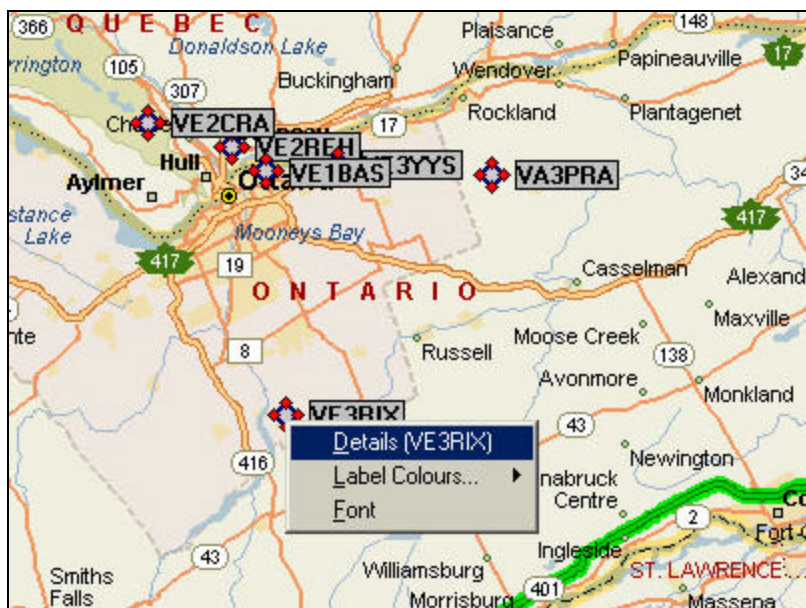 366
QUEBEC
Donaldson Lake
Plaisance
148
105
Papineauville
17
307
Buckingham
Wendover
Rockland
Plantagenet
17
VE2CRA
VE2REH
Hull
VE1BAS
3YYS
VA3PRA
Aylmer
34
Lake
Mooneys Bay
417
417
19
Casselman
ONTARIO
Maxville
8
Moose Creek
Russell
138
Avonmore
Monkland
VE3RIX
43
Details (VE3RIX)
416
Newington
Label Colours...
Centre
Font
2
43
Ingleside
Williamsburg
ST. LAWRENCE...
Smiths
Falls
401
Morrisburg
Massena